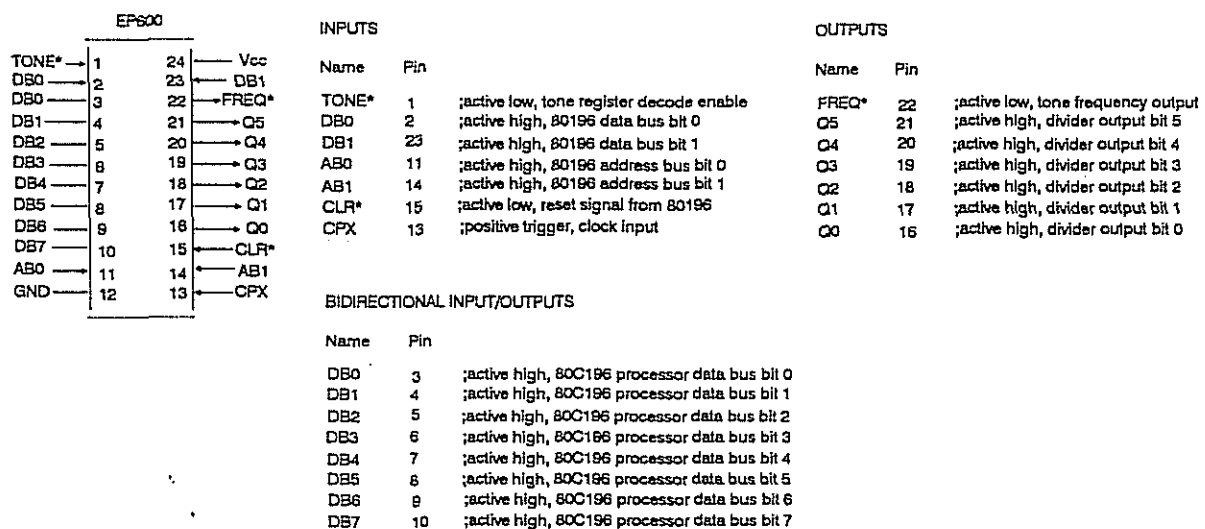 EP600
TONE* 1 24 Vcc
DB0 2 23 DB1
DB0 3 22 FREQ*
DB1 4 21 Q5
DB2 5 20 Q4
DB3 6 19 Q3
DB4 7 18 Q2
DB5 8 17 Q1
DB6 9 16 Q0
DB7 10 15 CLR*
AB0 11 14 AB1
GND 12 13 CPX
INPUTS
Name Pin
TONE* 1 ;active low, tone register decode enable
DB0 2 ;active high, 80196 data bus bit 0
DB1 23 ;active high, 80196 data bus bit 1
AB0 11 ;active high, 80196 address bus bit 0
AB1 14 ;active high, 80196 address bus bit 1
CLR* 15 ;active low, reset signal from 80196
CPX 13 ;positive trigger, clock input
OUTPUTS
Name Pin
FREQ* 22 ;active low, tone frequency output
Q5 21 ;active high, divider output bit 5
Q4 20 ;active high, divider output bit 4
Q3 19 ;active high, divider output bit 3
Q2 18 ;active high, divider output bit 2
Q1 17 ;active high, divider output bit 1
Q0 16 ;active high, divider output bit 0
BIDIRECTIONAL INPUT/OUTPUTS
Name Pin
DB0 3 ;active high, 80C196 processor data bus bit 0
DB1 4 ;active high, 80C196 processor data bus bit 1
DB2 5 ;active high, 80C196 processor data bus bit 2
DB3 6 ;active high, 80C196 processor data bus bit 3
DB4 7 ;active high, 80C196 processor data bus bit 4
DB5 8 ;active high, 80C196 processor data bus bit 5
DB6 9 ;active high, 80C196 processor data bus bit 6
DB7 10 ;active high, 80C196 processor data bus bit 7